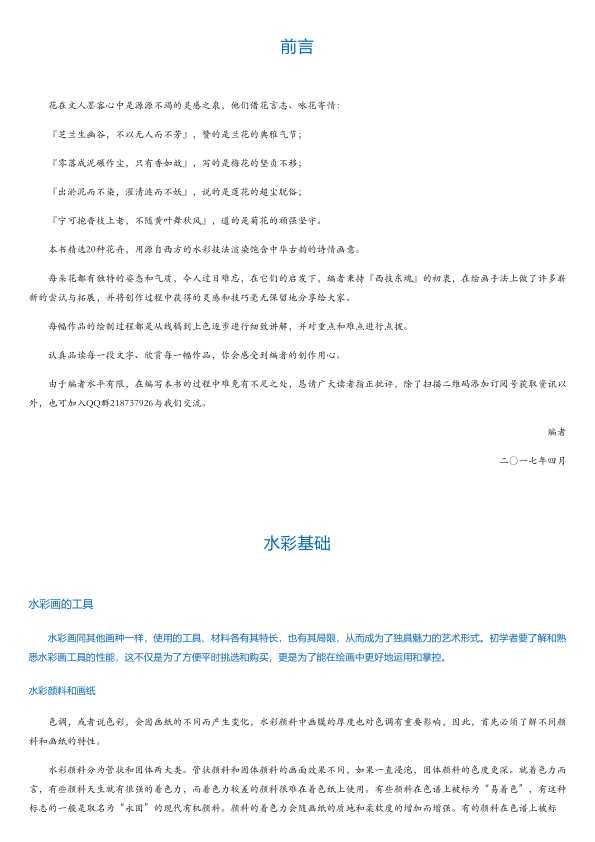 前言
花在文人墨客心中是源源不竭的灵感之泉，他们借花言志、咏花寄情：
『芝兰生幽谷，不以无人而不芳』，赞的是兰花的典雅气节；
『零落成泥碾作尘，只有香如故』，写的是梅花的坚贞不移；
『出淤泥而不染，濯清涟而不妖』，说的是莲花的超尘脱俗；
『宁可抱香枝上老，不随黄叶舞秋风』，道的是菊花的顽强坚守。
本书精选20种花卉，用源自西方的水彩技法渲染饱含中华古韵的诗情画意。
每朵花都有独特的姿态和气质，令人过目难忘，在它们的启发下，编者秉持『西技东魂』的初衷，在绘画手法上做了许多崭
新的尝试与拓展，并将创作过程中获得的灵感和技巧毫无保留地分享给大家。
每幅作品的绘制过程都是从线稿到上色逐步进行细致讲解，并对重点和难点进行点拨。
认真品读每一段文字、欣赏每一幅作品，你会感受到编者的创作用心。
由于编者水平有限，在编写本书的过程中难免有不足之处，恳请广大读者指正批评，除了扫描二维码添加订阅号获取资讯以
外，也可加入QQ群218737926与我们交流。
编者
二〇一七年四月
水彩基础
水彩画的工具
水彩画同其他画种一样，使用的工具、材料各有其特长，也有其局限，从而成为了独具魅力的艺术形式。初学者要了解和熟
悉水彩画工具的性能，这不仅是为了方便平时挑选和购买，更是为了能在绘画中更好地运用和掌控。
水彩颜料和画纸
色调，或者说色彩，会因画纸的不同而产生变化，水彩颜料中画膜的厚度也对色调有重要影响，因此，首先必须了解不同颜
料和画纸的特性。
水彩颜料分为管状和固体两大类。管状颜料和固体颜料的画面效果不同，如果一直浸泡，固体颜料的色度更深。就着色力而
言，有些颜料天生就有很强的着色力，而着色力较差的颜料很难在着色纸上使用。有些颜料在色谱上被标为“易着色”，有这种
标志的一般是取名为“永固”的现代有机颜料。颜料的着色力会随画纸的质地和柔软度的增加而增强。有的颜料在色谱上被标